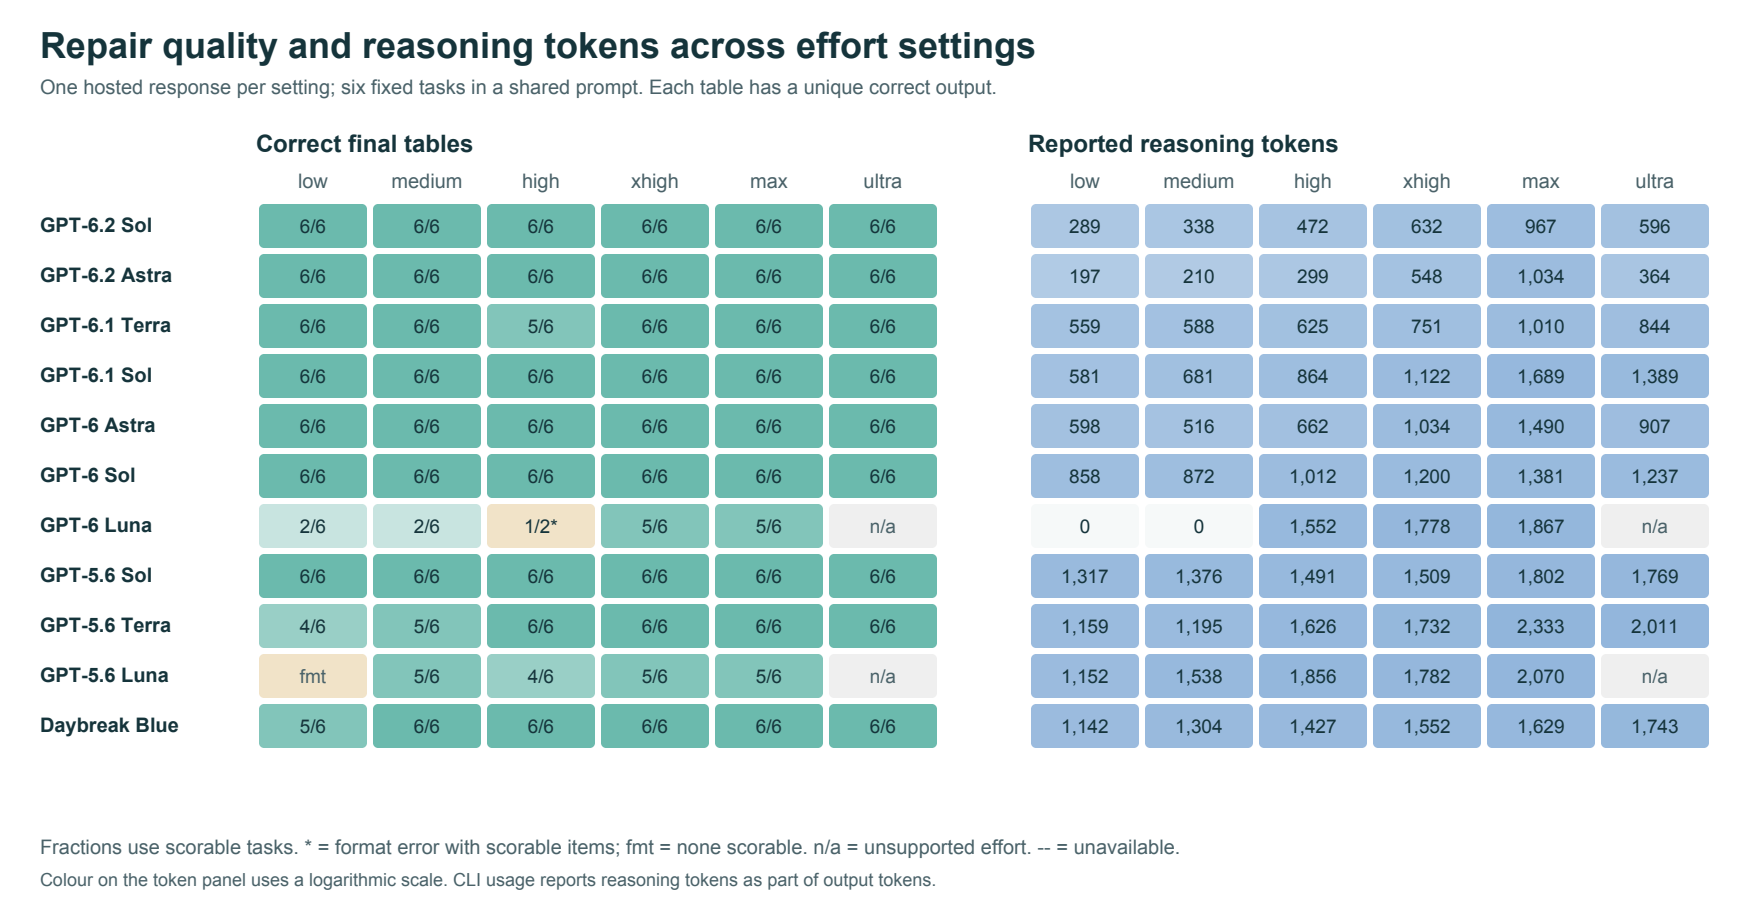 Repair quality and reasoning tokens across effort settings
One hosted response per setting; six fixed tasks in a shared prompt. Each table has a unique correct output.
Correct final tables Reported reasoning tokens
low medium high xhigh max ultra low medium high xhigh max ultra
GPT-6.2 Sol 6/6 6/6 6/6 6/6 6/6 6/6 289 338 472 632 967 596
GPT-6.2 Astra 6/6 6/6 6/6 6/6 6/6 6/6 197 210 299 548 1,034 364
GPT-6.1 Terra 6/6 6/6 5/6 6/6 6/6 6/6 559 588 625 751 1,010 844
GPT-6.1 Sol 6/6 6/6 6/6 6/6 6/6 6/6 581 681 864 1,122 1,689 1,389
GPT-6 Astra 6/6 6/6 6/6 6/6 6/6 6/6 598 516 662 1,034 1,490 907
GPT-6 Sol 6/6 6/6 6/6 6/6 6/6 6/6 858 872 1,012 1,200 1,381 1,237
GPT-6 Luna 2/6 2/6 1/2* 5/6 5/6 n/a 0 0 1,552 1,778 1,867 n/a
GPT-5.6 Sol 6/6 6/6 6/6 6/6 6/6 6/6 1,317 1,376 1,491 1,509 1,802 1,769
GPT-5.6 Terra 4/6 5/6 6/6 6/6 6/6 6/6 1,159 1,195 1,626 1,732 2,333 2,011
GPT-5.6 Luna fmt 5/6 4/6 5/6 5/6 n/a 1,152 1,538 1,856 1,782 2,070 n/a
Daybreak Blue 5/6 6/6 6/6 6/6 6/6 6/6 1,142 1,304 1,427 1,552 1,629 1,743
Fractions use scorable tasks. * = format error with scorable items; fmt = none scorable. n/a = unsupported effort. -- = unavailable.
Colour on the token panel uses a logarithmic scale. CLI usage reports reasoning tokens as part of output tokens.